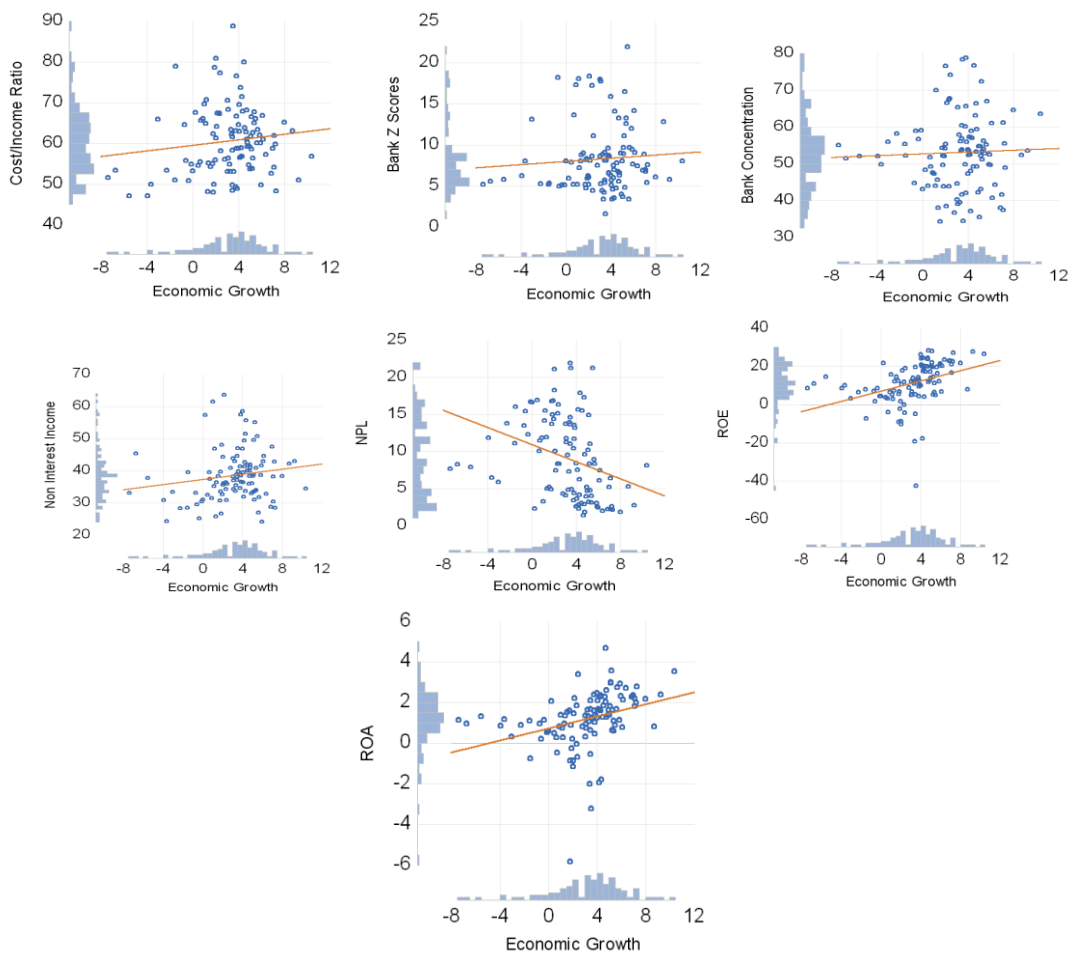 90
80
70
60
50
40
Cost/Income Ratio
-8 -4 0 4 8 12
Economic Growth
25
20
15
10
5
0
Bank Z Scores
-8 -4 0 4 8 12
Economic Growth
80
70
60
50
40
30
Bank Concentration
-8 -4 0 4 8 12
Economic Growth
70
60
50
40
30
20
Non Interest Income
-8 -4 0 4 8 12
Economic Growth
25
20
15
10
5
0
NPL
-8 -4 0 4 8 12
Economic Growth
40
20
0
-20
-40
-60
ROE
-8 -4 0 4 8 12
Economic Growth
6
4
2
0
-2
-4
-6
ROA
-8 -4 0 4 8 12
Economic Growth